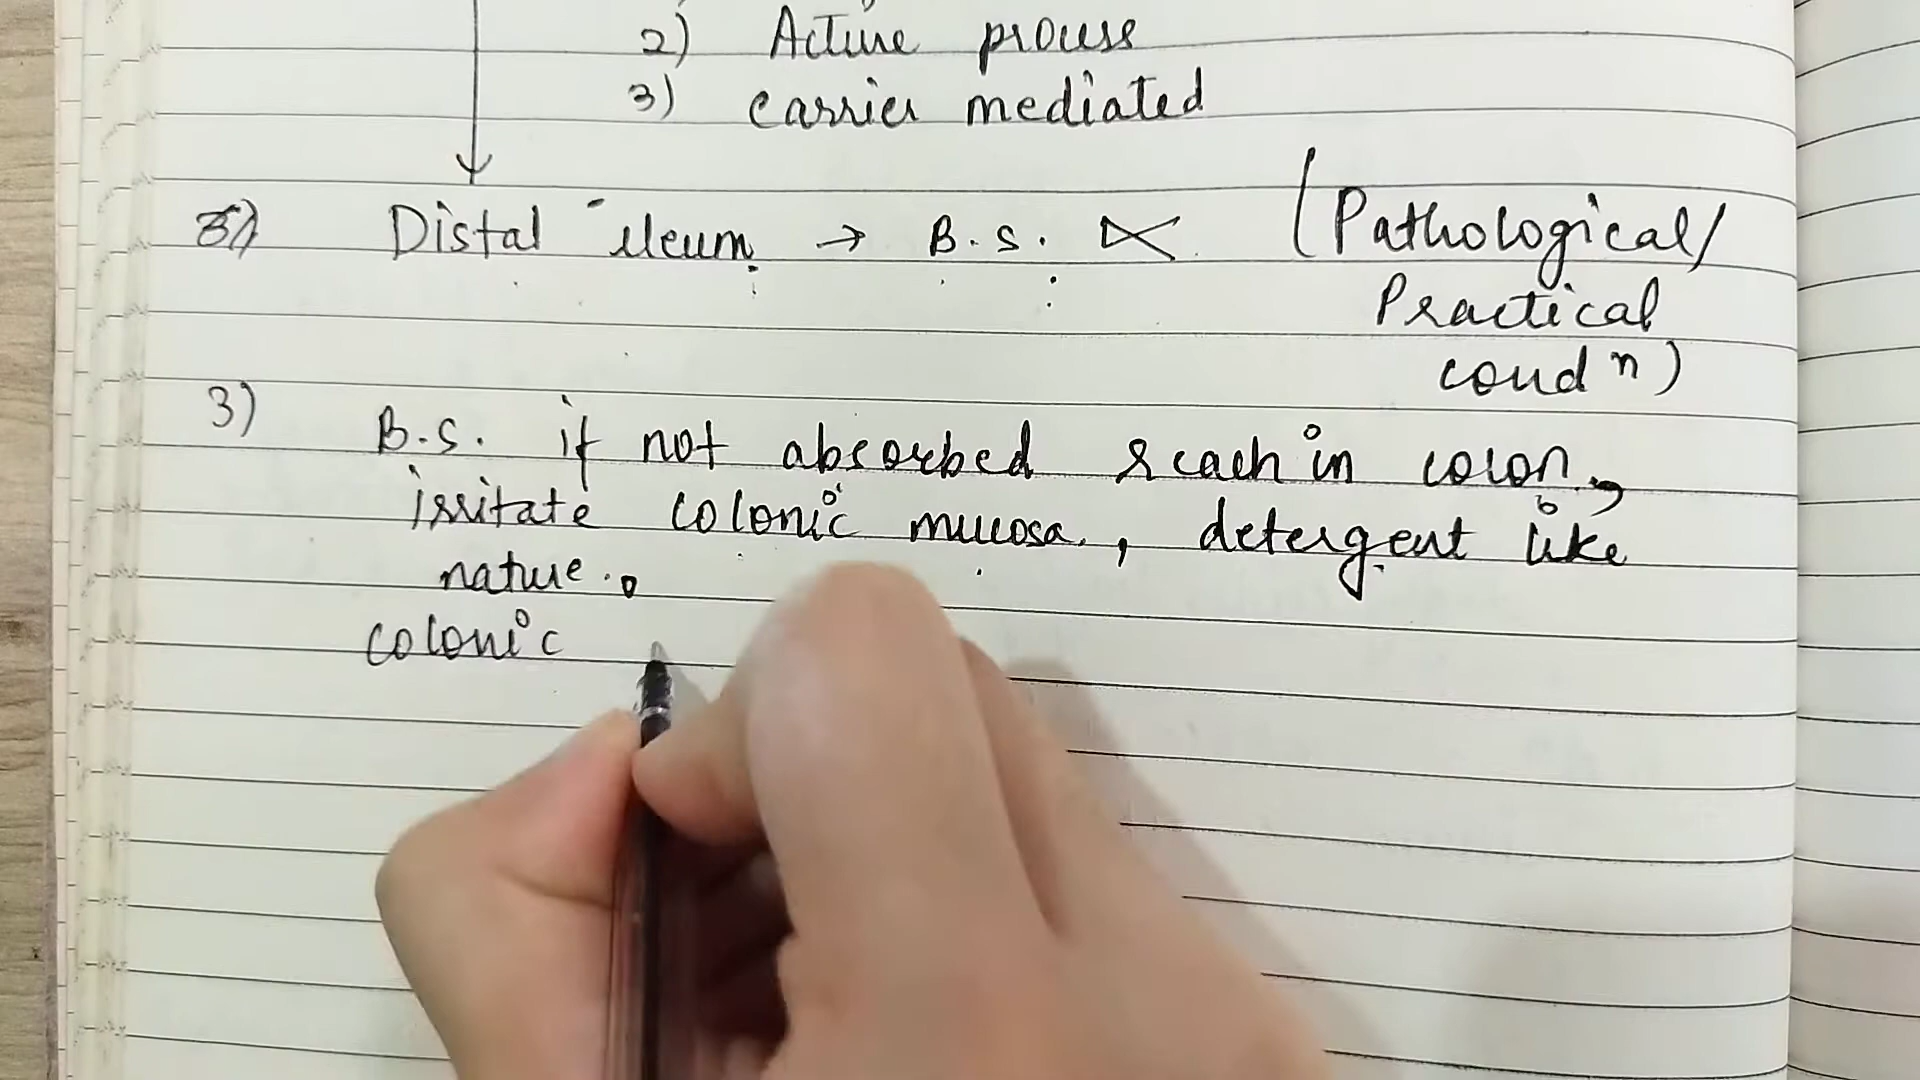 2) Active process
3) Carrier mediated
Distal ileum → B.S. (Pathological/
Practical
condⁿ)
3) B.S. if not absorbed reach in colon,
irritate colonic mucosa, detergent like
nature.
colonic